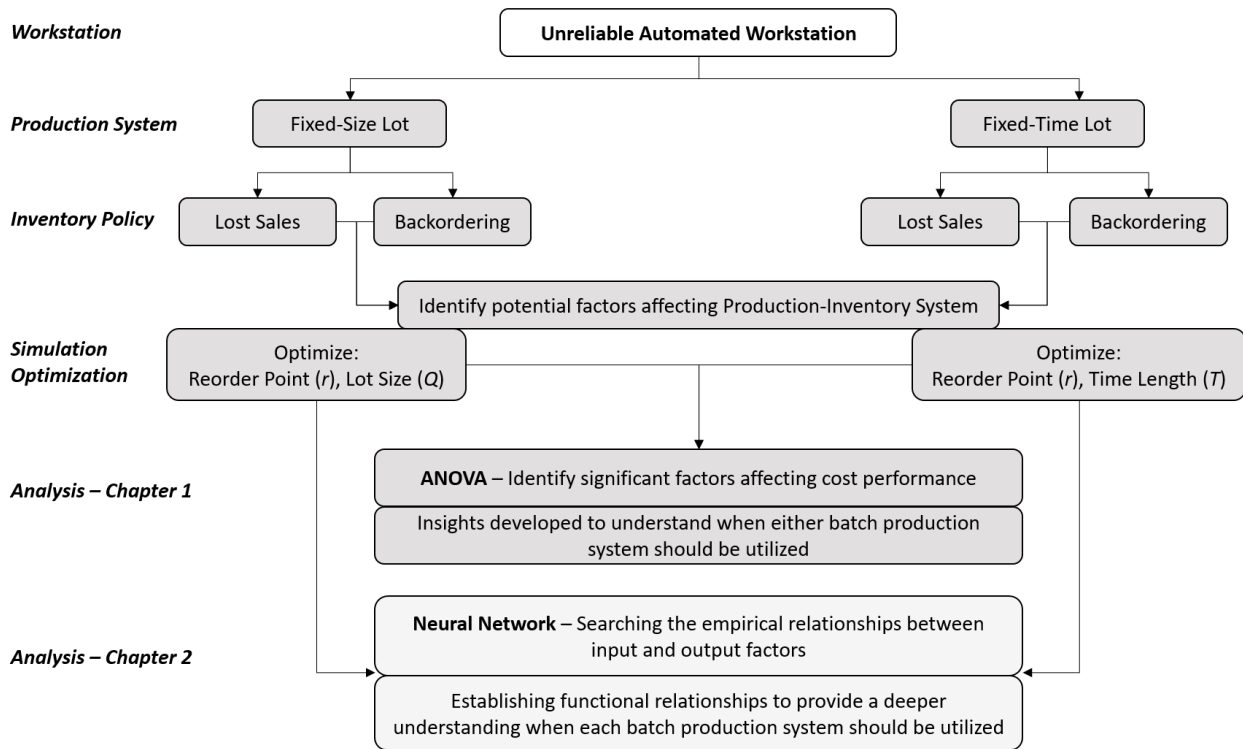 Workstation
Unreliable Automated Workstation
Production System
Fixed-Size Lot
Fixed-Time Lot
Inventory Policy
Lost Sales
Backordering
Lost Sales
Backordering
Identify potential factors affecting Production-Inventory System
Simulation
Optimization
Optimize:
Reorder Point (r), Lot Size (Q)
Optimize:
Reorder Point (r), Time Length (T)
Analysis – Chapter 1
ANOVA – Identify significant factors affecting cost performance
Insights developed to understand when either batch production
system should be utilized
Analysis – Chapter 2
Neural Network – Searching the empirical relationships between
input and output factors
Establishing functional relationships to provide a deeper
understanding when each batch production system should be utilized